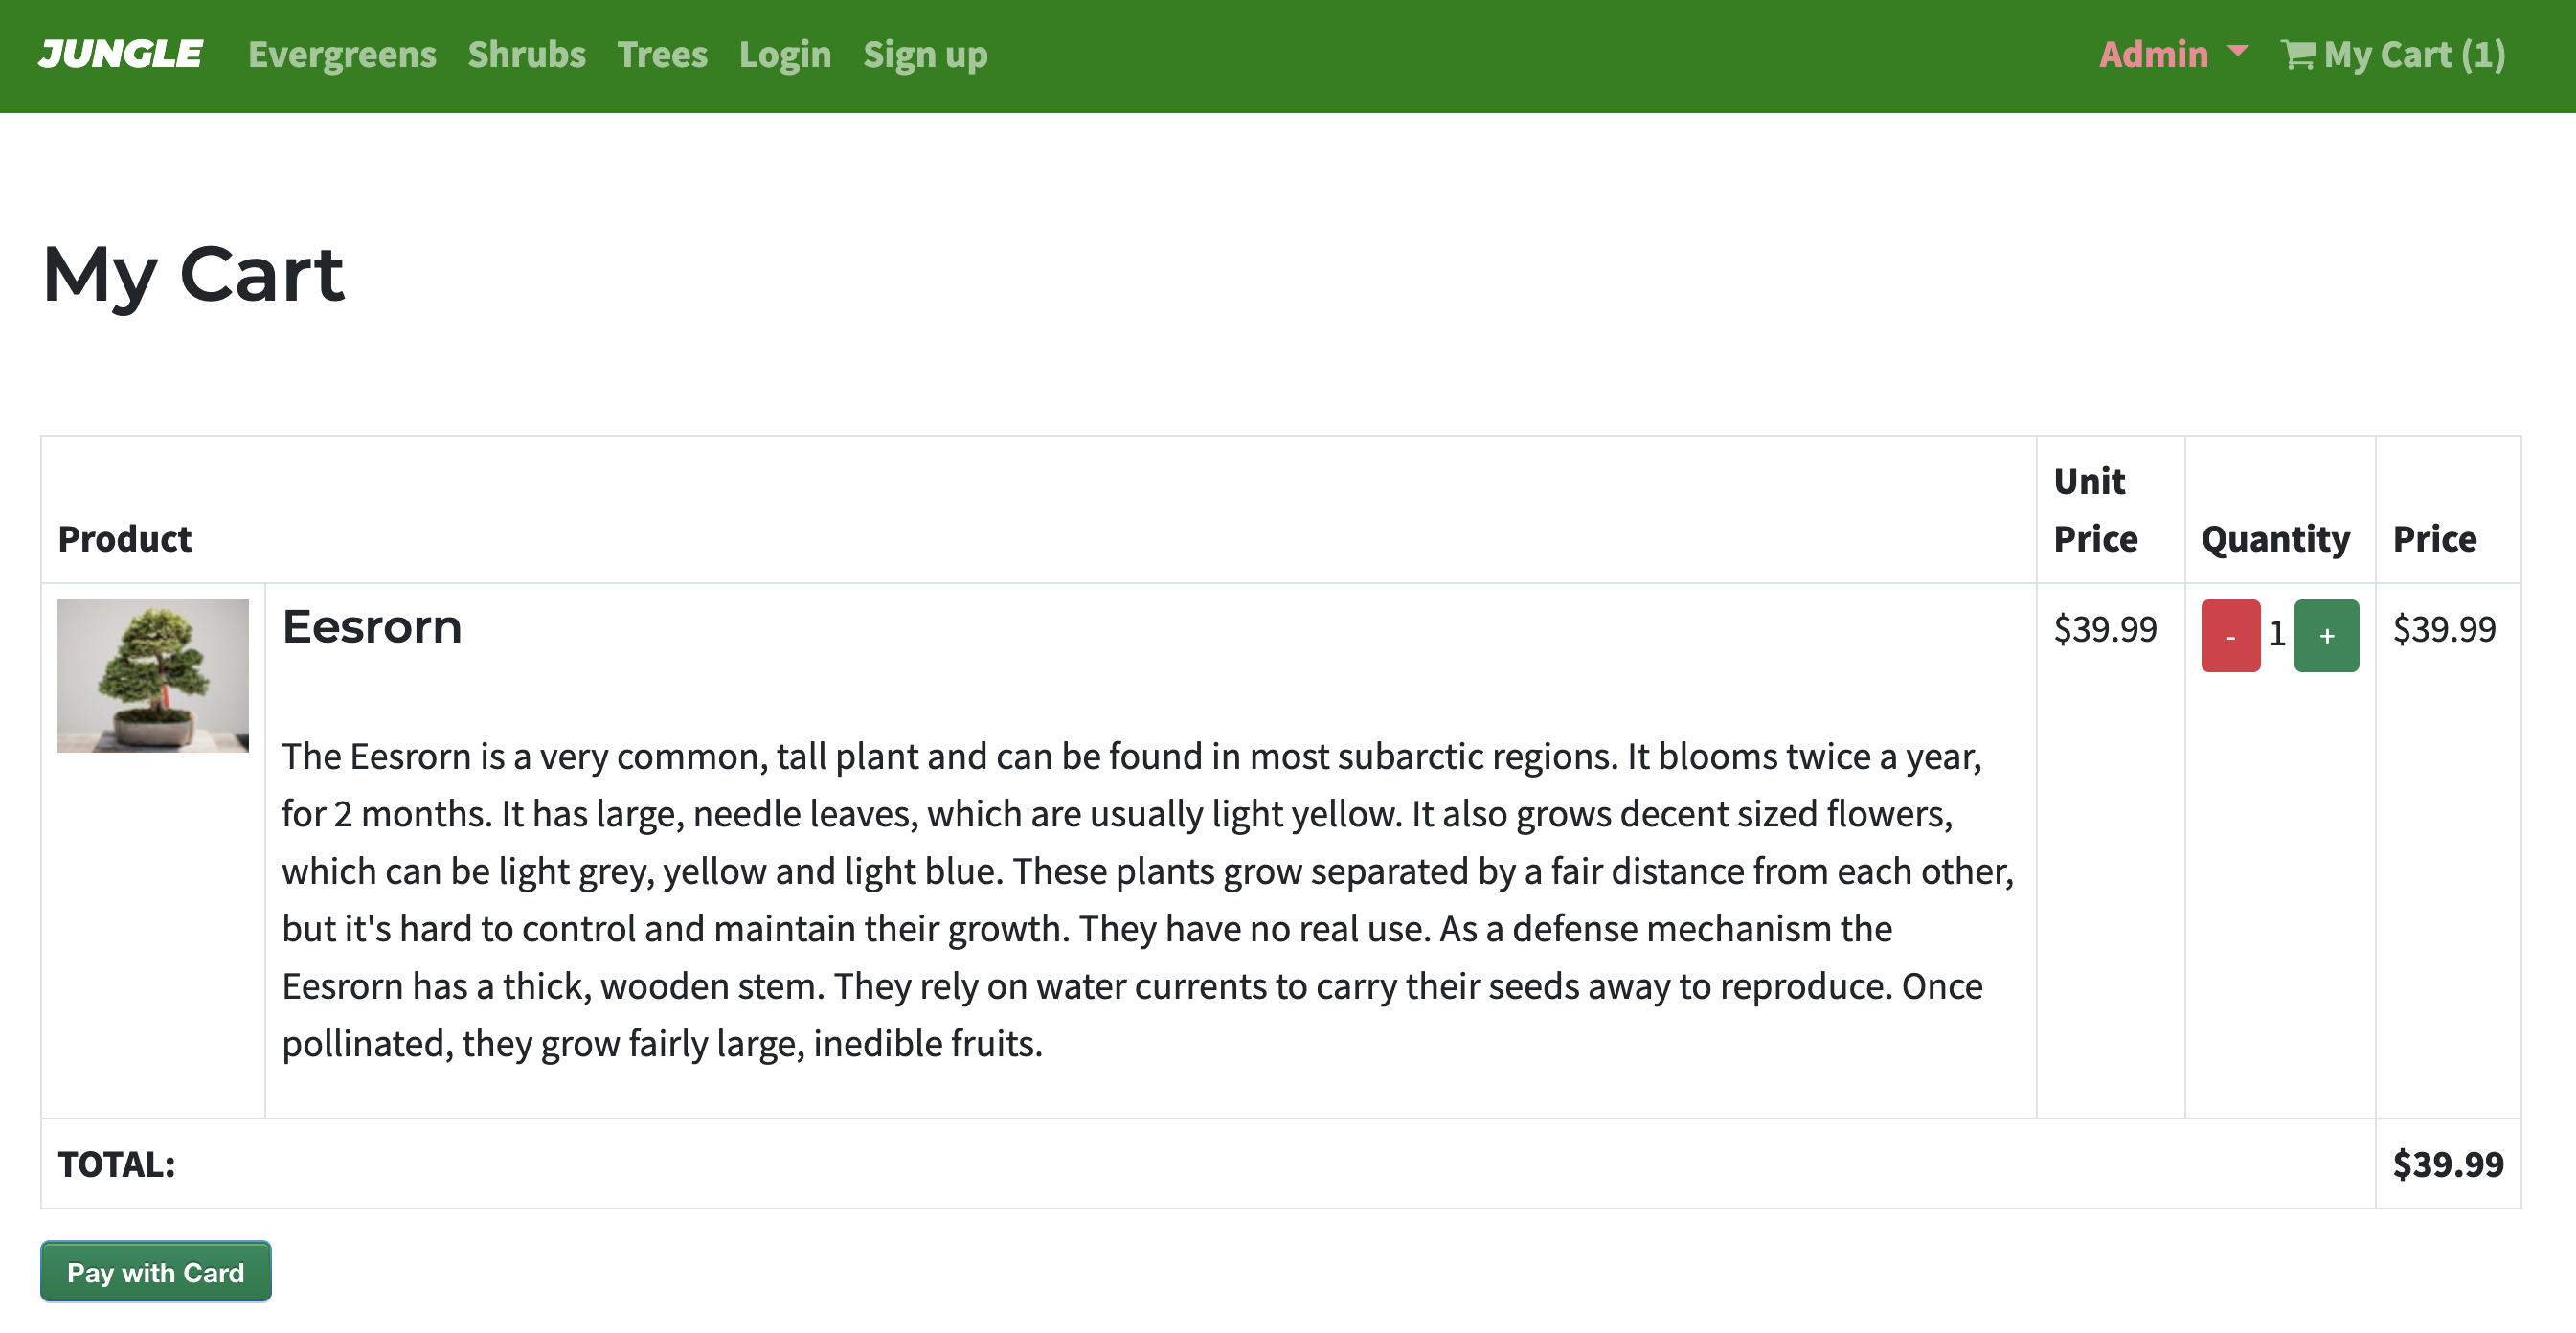 JUNGLE Evergreens Shrubs Trees Login Sign up Admin My Cart (1)
My Cart
Product Unit Price Quantity Price
Eesrorn $39.99 - 1 + $39.99
The Eesrorn is a very common, tall plant and can be found in most subarctic regions. It blooms twice a year,
for 2 months. It has large, needle leaves, which are usually light yellow. It also grows decent sized flowers,
which can be light grey, yellow and light blue. These plants grow separated by a fair distance from each other,
but it's hard to control and maintain their growth. They have no real use. As a defense mechanism the
Eesrorn has a thick, wooden stem. They rely on water currents to carry their seeds away to reproduce. Once
pollinated, they grow fairly large, inedible fruits.
TOTAL: $39.99
Pay with Card